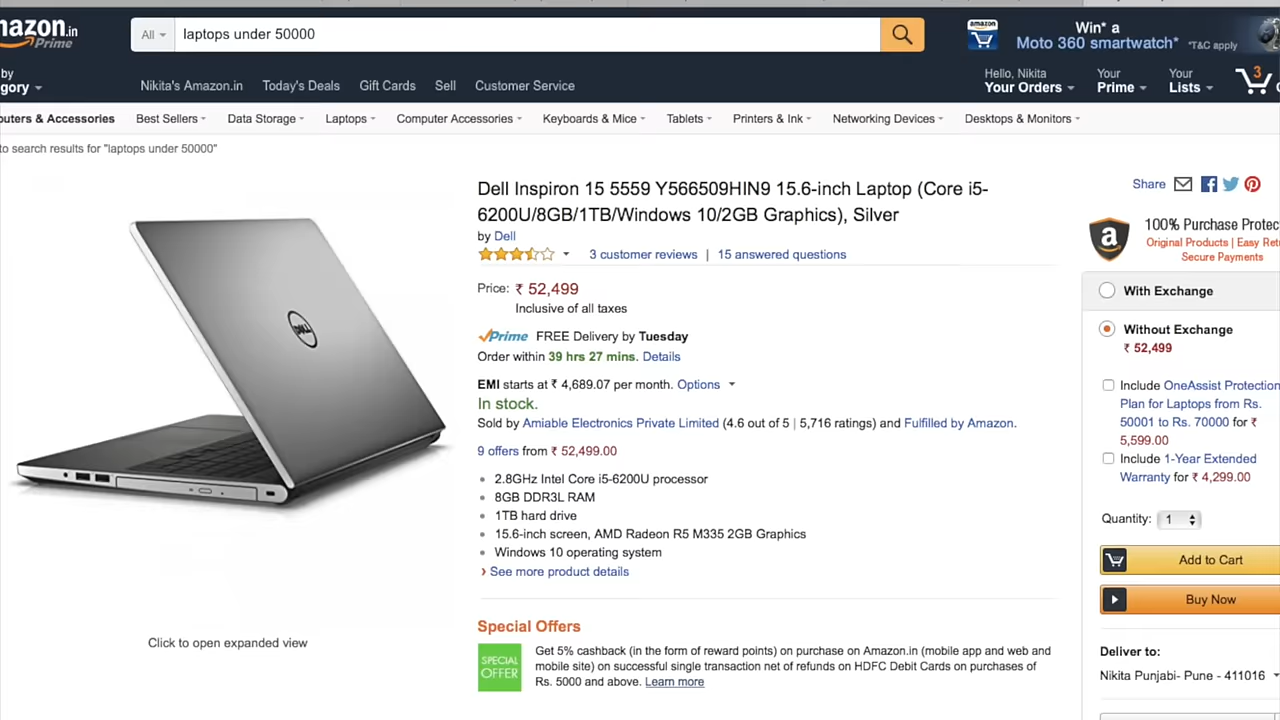 mazon.in
Prime
All
laptops under 50000
amazon
Win* a
Moto 360 smartwatch* *T&C apply
by
gory
Nikita's Amazon.in Today's Deals Gift Cards Sell Customer Service
Hello, Nikita
Your Orders
Your
Prime
Your
Lists
3
puters & Accessories Best Sellers Data Storage Laptops Computer Accessories Keyboards & Mice Tablets Printers & Ink Networking Devices Desktops & Monitors
to search results for "laptops under 50000"
DELL
Click to open expanded view
Dell Inspiron 15 5559 Y566509HIN9 15.6-inch Laptop (Core i5-
6200U/8GB/1TB/Windows 10/2GB Graphics), Silver
by Dell
3 customer reviews | 15 answered questions
Price: ₹ 52,499
Inclusive of all taxes
Prime FREE Delivery by Tuesday
Order within 39 hrs 27 mins. Details
EMI starts at ₹ 4,689.07 per month. Options
In stock.
Sold by Amiable Electronics Private Limited (4.6 out of 5 | 5,716 ratings) and Fulfilled by Amazon.
9 offers from ₹ 52,499.00
2.8GHz Intel Core i5-6200U processor
8GB DDR3L RAM
1TB hard drive
15.6-inch screen, AMD Radeon R5 M335 2GB Graphics
Windows 10 operating system
› See more product details
Special Offers
SPECIAL
OFFER
Get 5% cashback (in the form of reward points) on purchase on Amazon.in (mobile app and web and
mobile site) on successful single transaction net of refunds on HDFC Debit Cards on purchases of
Rs. 5000 and above. Learn more
Share
a
100% Purchase Protec
Original Products | Easy Ret
Secure Payments
With Exchange
Without Exchange
₹ 52,499
Include OneAssist Protection
Plan for Laptops from Rs.
50001 to Rs. 70000 for ₹
5,599.00
Include 1-Year Extended
Warranty for ₹ 4,299.00
Quantity: 1
Add to Cart
Buy Now
Deliver to:
Nikita Punjabi- Pune - 411016